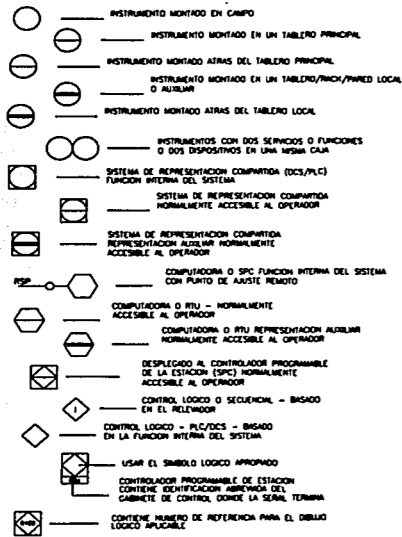 INSTRUMENTO MONTADO EN CAMPO
INSTRUMENTO MONTADO EN UN TABLERO PRINCIPAL
INSTRUMENTO MONTADO ATRAS DEL TABLERO PRINCIPAL
INSTRUMENTO MONTADO EN UN TABLERO/RACK/PARED LOCAL
O AUXILIAR
INSTRUMENTO MONTADO ATRAS DEL TABLERO LOCAL
INSTRUMENTOS CON DOS SERVICIOS O FUNCIONES
O DOS DISPOSITIVOS EN UNA MISMA CAJA
SISTEMA DE REPRESENTACION COMPARTIDA (DCS/PLC)
FUNCION INTERNA DEL SISTEMA
SISTEMA DE REPRESENTACION COMPARTIDA
NORMALMENTE ACCESIBLE AL OPERADOR
SISTEMA DE REPRESENTACION COMPARTIDA
REPRESENTACION AUXILIAR NORMALMENTE
ACCESIBLE AL OPERADOR
RSP
COMPUTADORA O SPC FUNCION INTERNA DEL SISTEMA
CON PUNTO DE AJUSTE REMOTO
COMPUTADORA O RTU - NORMALMENTE
ACCESIBLE AL OPERADOR
COMPUTADORA O RTU REPRESENTACION AUXILIAR
NORMALMENTE ACCESIBLE AL OPERADOR
DESPLEGADO AL CONTROLADOR PROGRAMABLE
DE LA ESTACION (SPC) NORMALMENTE
ACCESIBLE AL OPERADOR
I
CONTROL LOGICO O SECUENCIAL - BASADO
EN EL RELEVADOR
CONTROL LOGICO - PLC/DCS - BASADO
EN LA FUNCION INTERNA DEL SISTEMA
USAR EL SIMBOLO LOGICO APROPIADO
CONTROLADOR PROGRAMABLE DE ESTACION
CONTIENE IDENTIFICACION ABREVIADA DEL
GABINETE DE CONTROL DONDE LA SEÑAL TERMINA
CONTIENE NUMERO DE REFERENCIA PARA EL DIBUJO
LOGICO APLICABLE